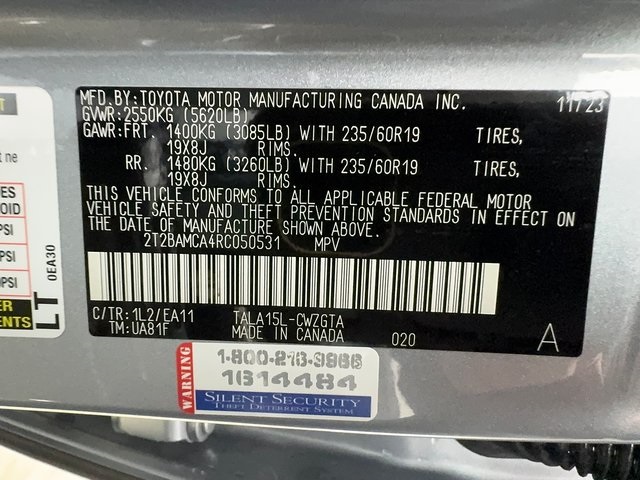 MFD.BY:TOYOTA MOTOR MANUFACTURING CANADA INC. 11/23
GVWR:2550KG (5620LB)
GAWR:FRT. 1400KG (3085LB) WITH 235/60R19 TIRES,
19X8J RIMS.
RR. 1480KG (3260LB) WITH 235/60R19 TIRES,
19X8J RIMS.
THIS VEHICLE CONFORMS TO ALL APPLICABLE FEDERAL MOTOR
VEHICLE SAFETY AND THEFT PREVENTION STANDARDS IN EFFECT ON
THE DATE OF MANUFACTURE SHOWN ABOVE.
2T2BAMCA4RC050531 MPV
C/TR:1L2/EA11 TALA15L-CWZGTA
TM:UA81F MADE IN CANADA 020 A
WARNING
1614484
SILENT SECURITY
THEFT DETERRENT SYSTEM
ne
PSI
PSI
LT
0EA30